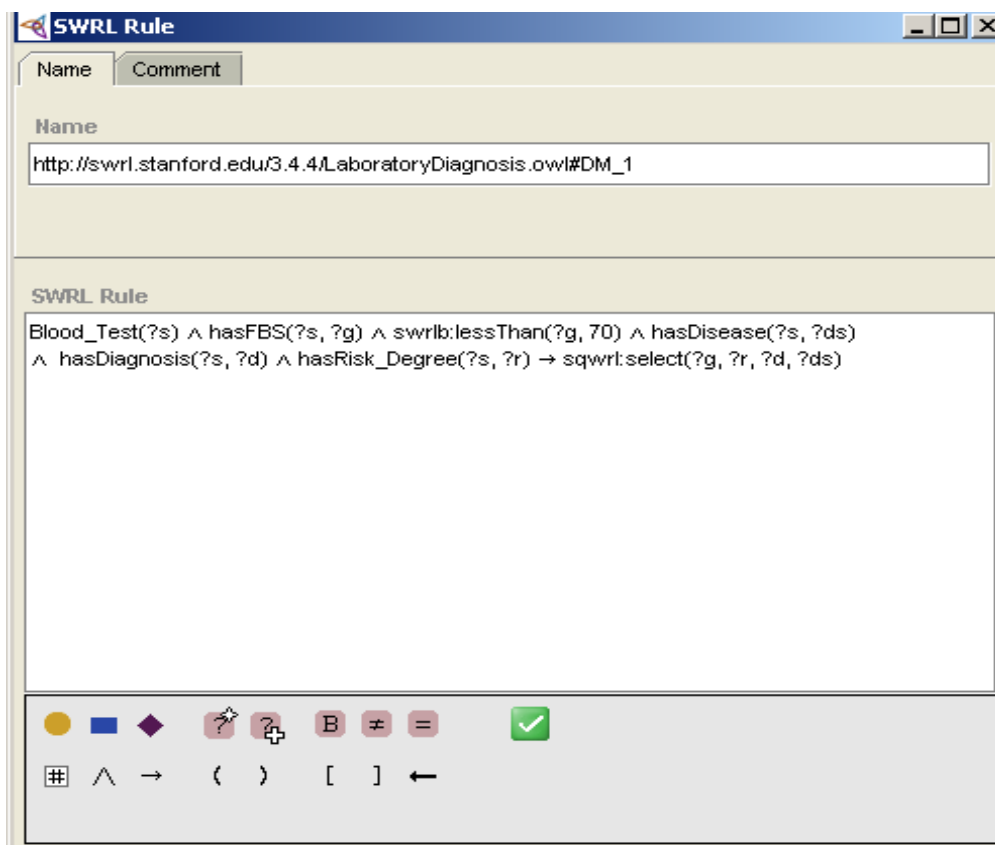 SWRL Rule
Name Comment
Name
http://swrl.stanford.edu/3.4.4/LaboratoryDiagnosis.owl#DM_1
SWRL Rule
Blood_Test(?s) ∧ hasFBS(?s, ?g) ∧ swrlb:lessThan(?g, 70) ∧ hasDisease(?s, ?ds)
∧ hasDiagnosis(?s, ?d) ∧ hasRisk_Degree(?s, ?r) → sqwrl:select(?g, ?r, ?d, ?ds)
? ? B ≠ =
# ∧ → ( ) [ ] ←